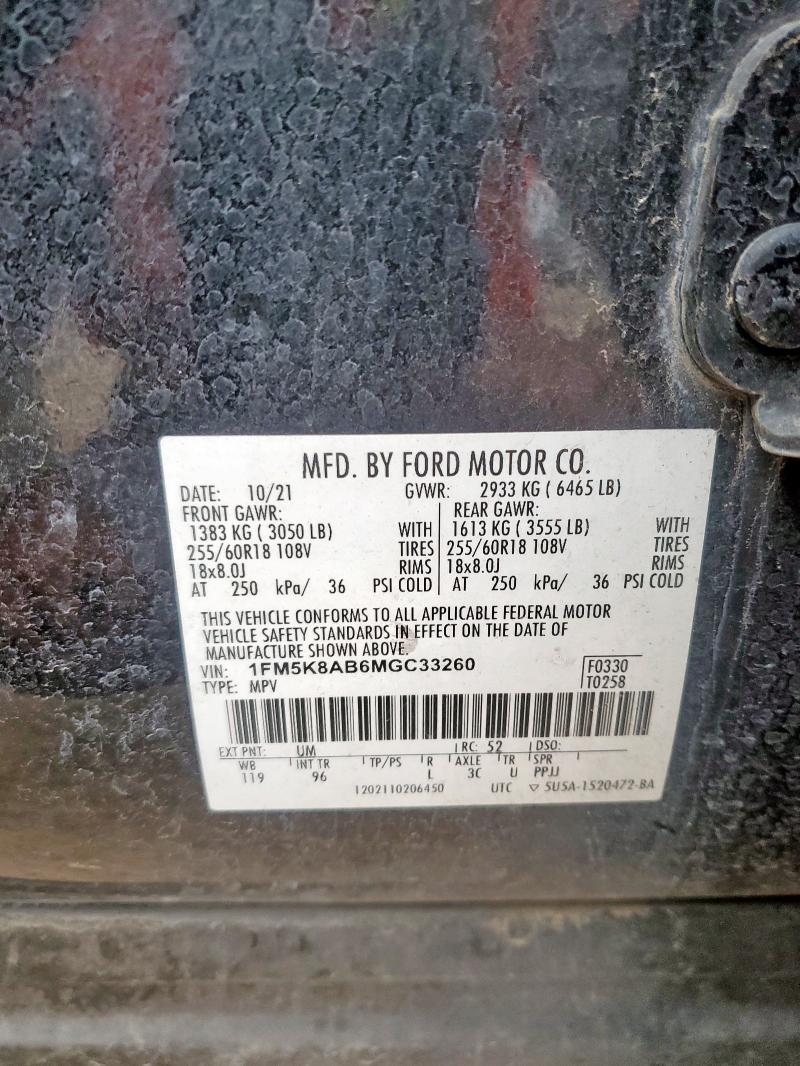 MFD. BY FORD MOTOR CO.
DATE: 10/21 GVWR: 2933 KG ( 6465 LB)
FRONT GAWR: REAR GAWR:
1383 KG ( 3050 LB) WITH 1613 KG ( 3555 LB) WITH
255/60R18 108V TIRES 255/60R18 108V TIRES
18x8.0J RIMS 18x8.0J RIMS
AT 250 kPa/ 36 PSI COLD AT 250 kPa/ 36 PSI COLD
THIS VEHICLE CONFORMS TO ALL APPLICABLE FEDERAL MOTOR
VEHICLE SAFETY STANDARDS IN EFFECT ON THE DATE OF
MANUFACTURE SHOWN ABOVE.
VIN: 1FM5K8AB6MGC33260 F0330
TYPE: MPV T0258
EXT PNT: UM RC: 52 DSO:
WB INT TR TP/PS R AXLE TR SPR
119 96 L 3C U PPJJ
1202110206450 UTC ▽ 5U5A-1520472-BA